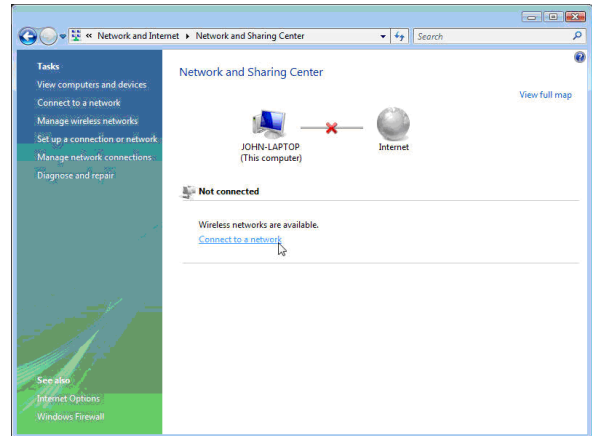 « Network and Internet ▸ Network and Sharing Center
Search
Tasks
View computers and devices
Connect to a network
Manage wireless networks
Set up a connection or network
Manage network connections
Diagnose and repair
See also
Internet Options
Windows Firewall
Network and Sharing Center
View full map
JOHN-LAPTOP
(This computer)
Internet
Not connected
Wireless networks are available.
Connect to a network